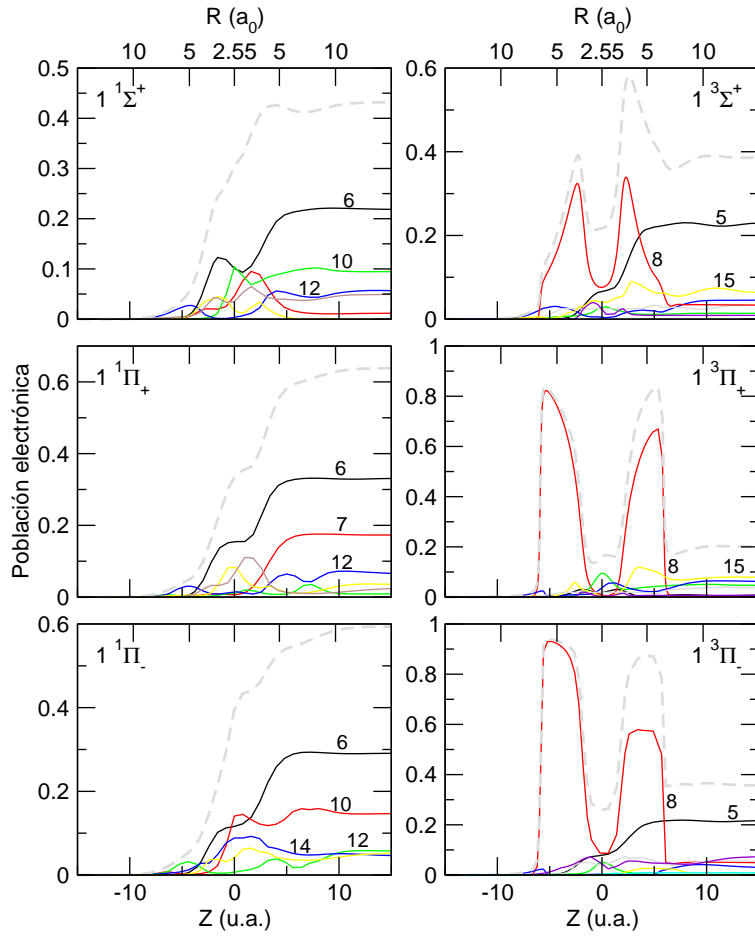 R (a₀) R (a₀)
10 5 2.55 5 10 10 5 2.55 5 10
0.5 0.6
1 ¹Σ⁺ 1 ³Σ⁺
0.4
0.4
0.3
6 5
0.2 0.2
10 8
0.1 15
12
0 0
1
1 ¹Π₊ 1 ³Π₊
0.6 0.8
0.6
0.4
6
0.4
0.2 7
0.2
12 8 15
0 0
1
1 ¹Π₋ 1 ³Π₋
0.6 0.8
0.4 0.6
6
0.4
0.2 10 8 5
0.2
14 12
0 0
-10 0 10 -10 0 10
Z (u.a.) Z (u.a.)
Población electrónica